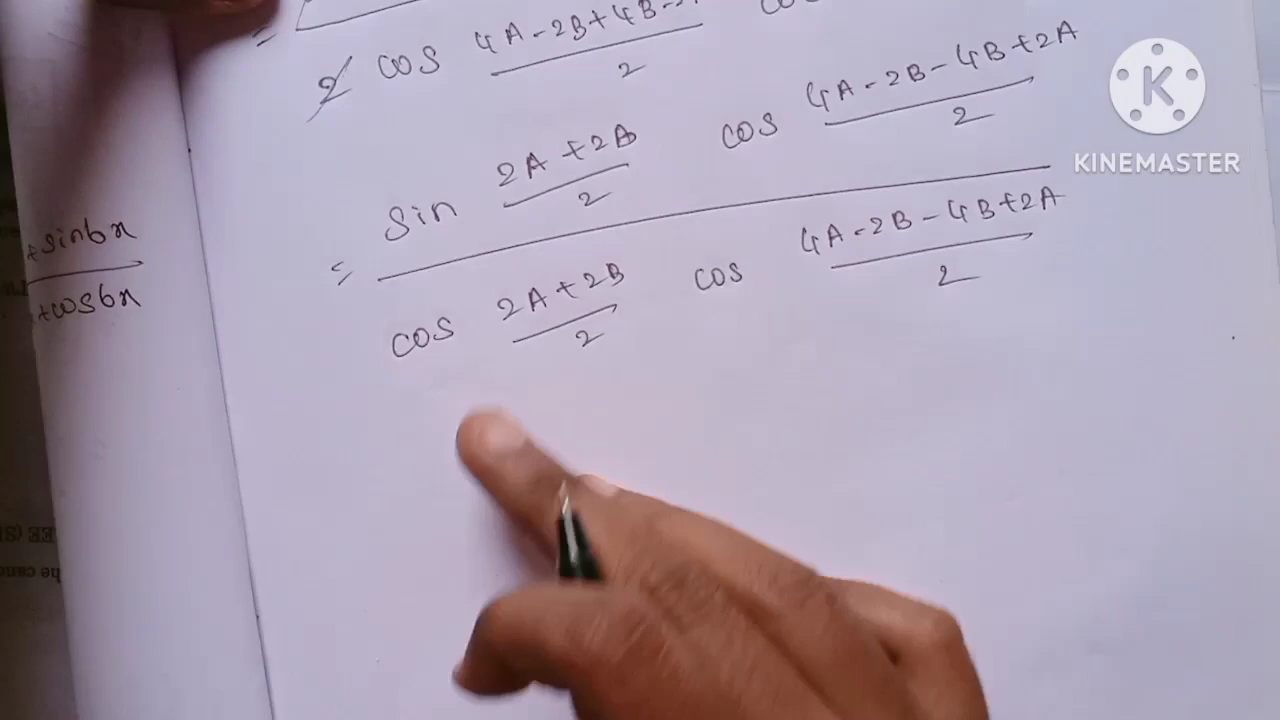 =
2 cos 4A-2B+4B-
2
sin 2A+2B
2
cos 4A-2B-4B+2A
2
=
cos 2A+2B
2
cos 4A-2B-4B+2A
2
+sin6x
+cos6x
KINEMASTER